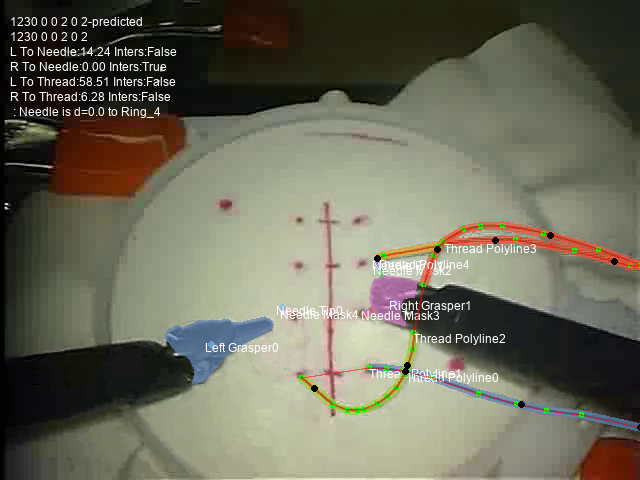 1230 0 0 2 0 2-predicted
1230 0 0 2 0 2
L To Needle:14.24 Inters:False
R To Needle:0.00 Inters:True
L To Thread:58.51 Inters:False
R To Thread:6.28 Inters:False
: Needle is d=0.0 to Ring_4
Thread Polyline3
Polyline4
Right Grasper1
Needle Tip0
Needle Mask4 Needle Mask3
Thread Polyline2
Left Grasper0
Thread Polyline0